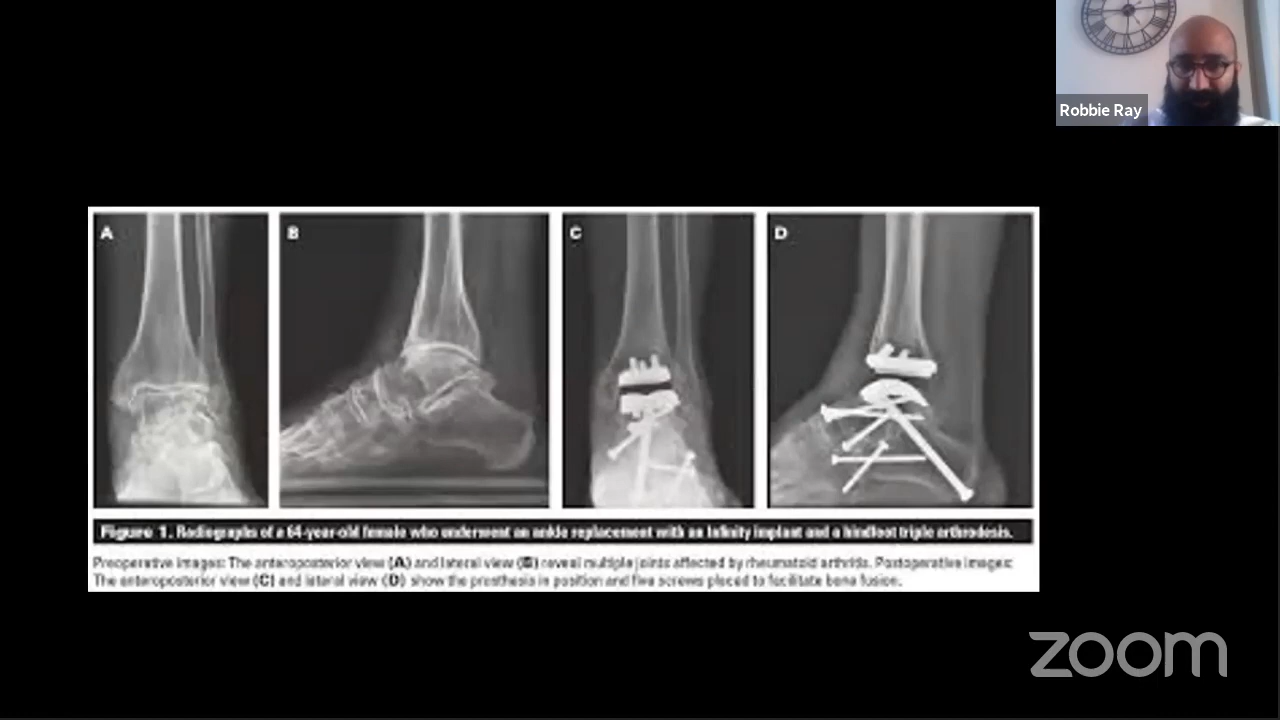 Robbie Ray
A
B
C
D
Figure 1. Radiographs of a 64-year-old female who underwent an ankle replacement with an Infinity implant and a hindfoot triple arthrodesis.
Preoperative images: The anteroposterior view (A) and lateral view (B) reveal multiple joints affected by rheumatoid arthritis. Postoperative images:
The anteroposterior view (C) and lateral view (D) show the prosthesis in position and five screws placed to facilitate bone fusion.
zoom